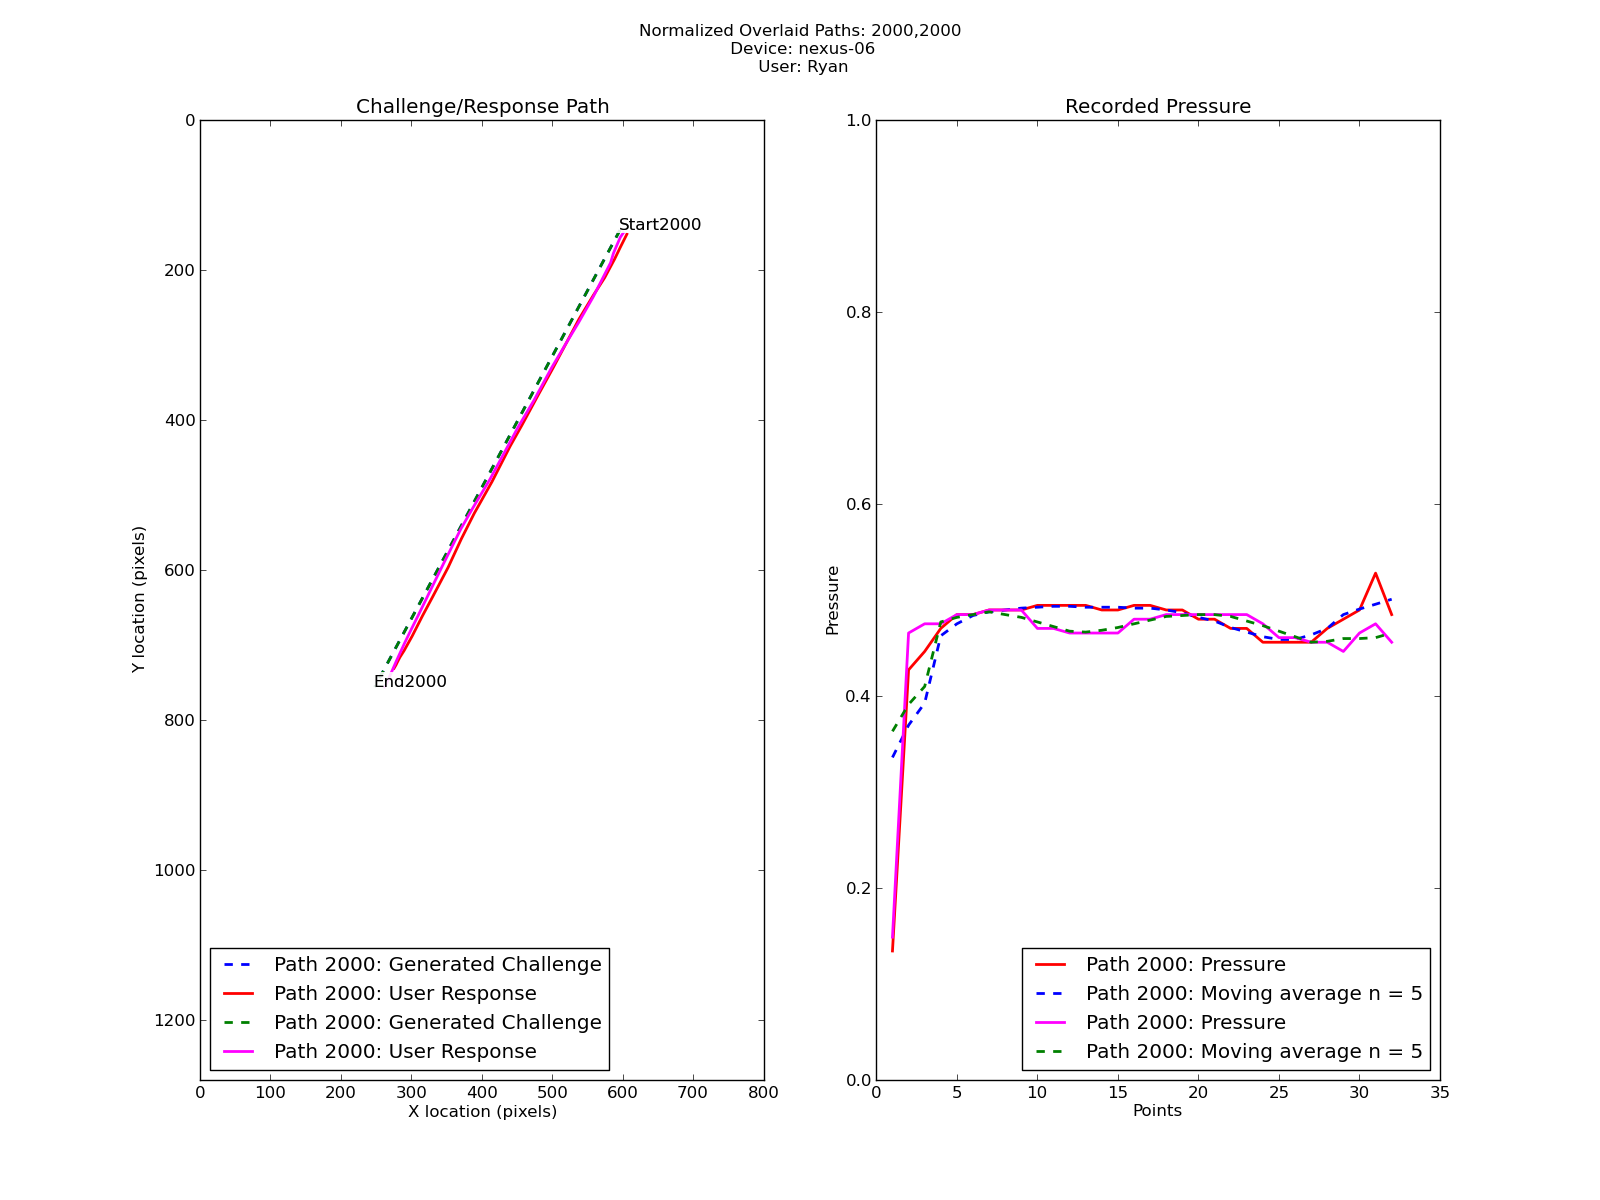 Normalized Overlaid Paths: 2000,2000
Device: nexus-06
User: Ryan
Challenge/Response Path
0
200
400
600
800
1000
1200
Y location (pixels)
Start2000
End2000
Path 2000: Generated Challenge
Path 2000: User Response
Path 2000: Generated Challenge
Path 2000: User Response
0 100 200 300 400 500 600 700 800
X location (pixels)
Recorded Pressure
1.0
0.8
0.6
0.4
0.2
0.0
Pressure
Path 2000: Pressure
Path 2000: Moving average n = 5
Path 2000: Pressure
Path 2000: Moving average n = 5
0 5 10 15 20 25 30 35
Points